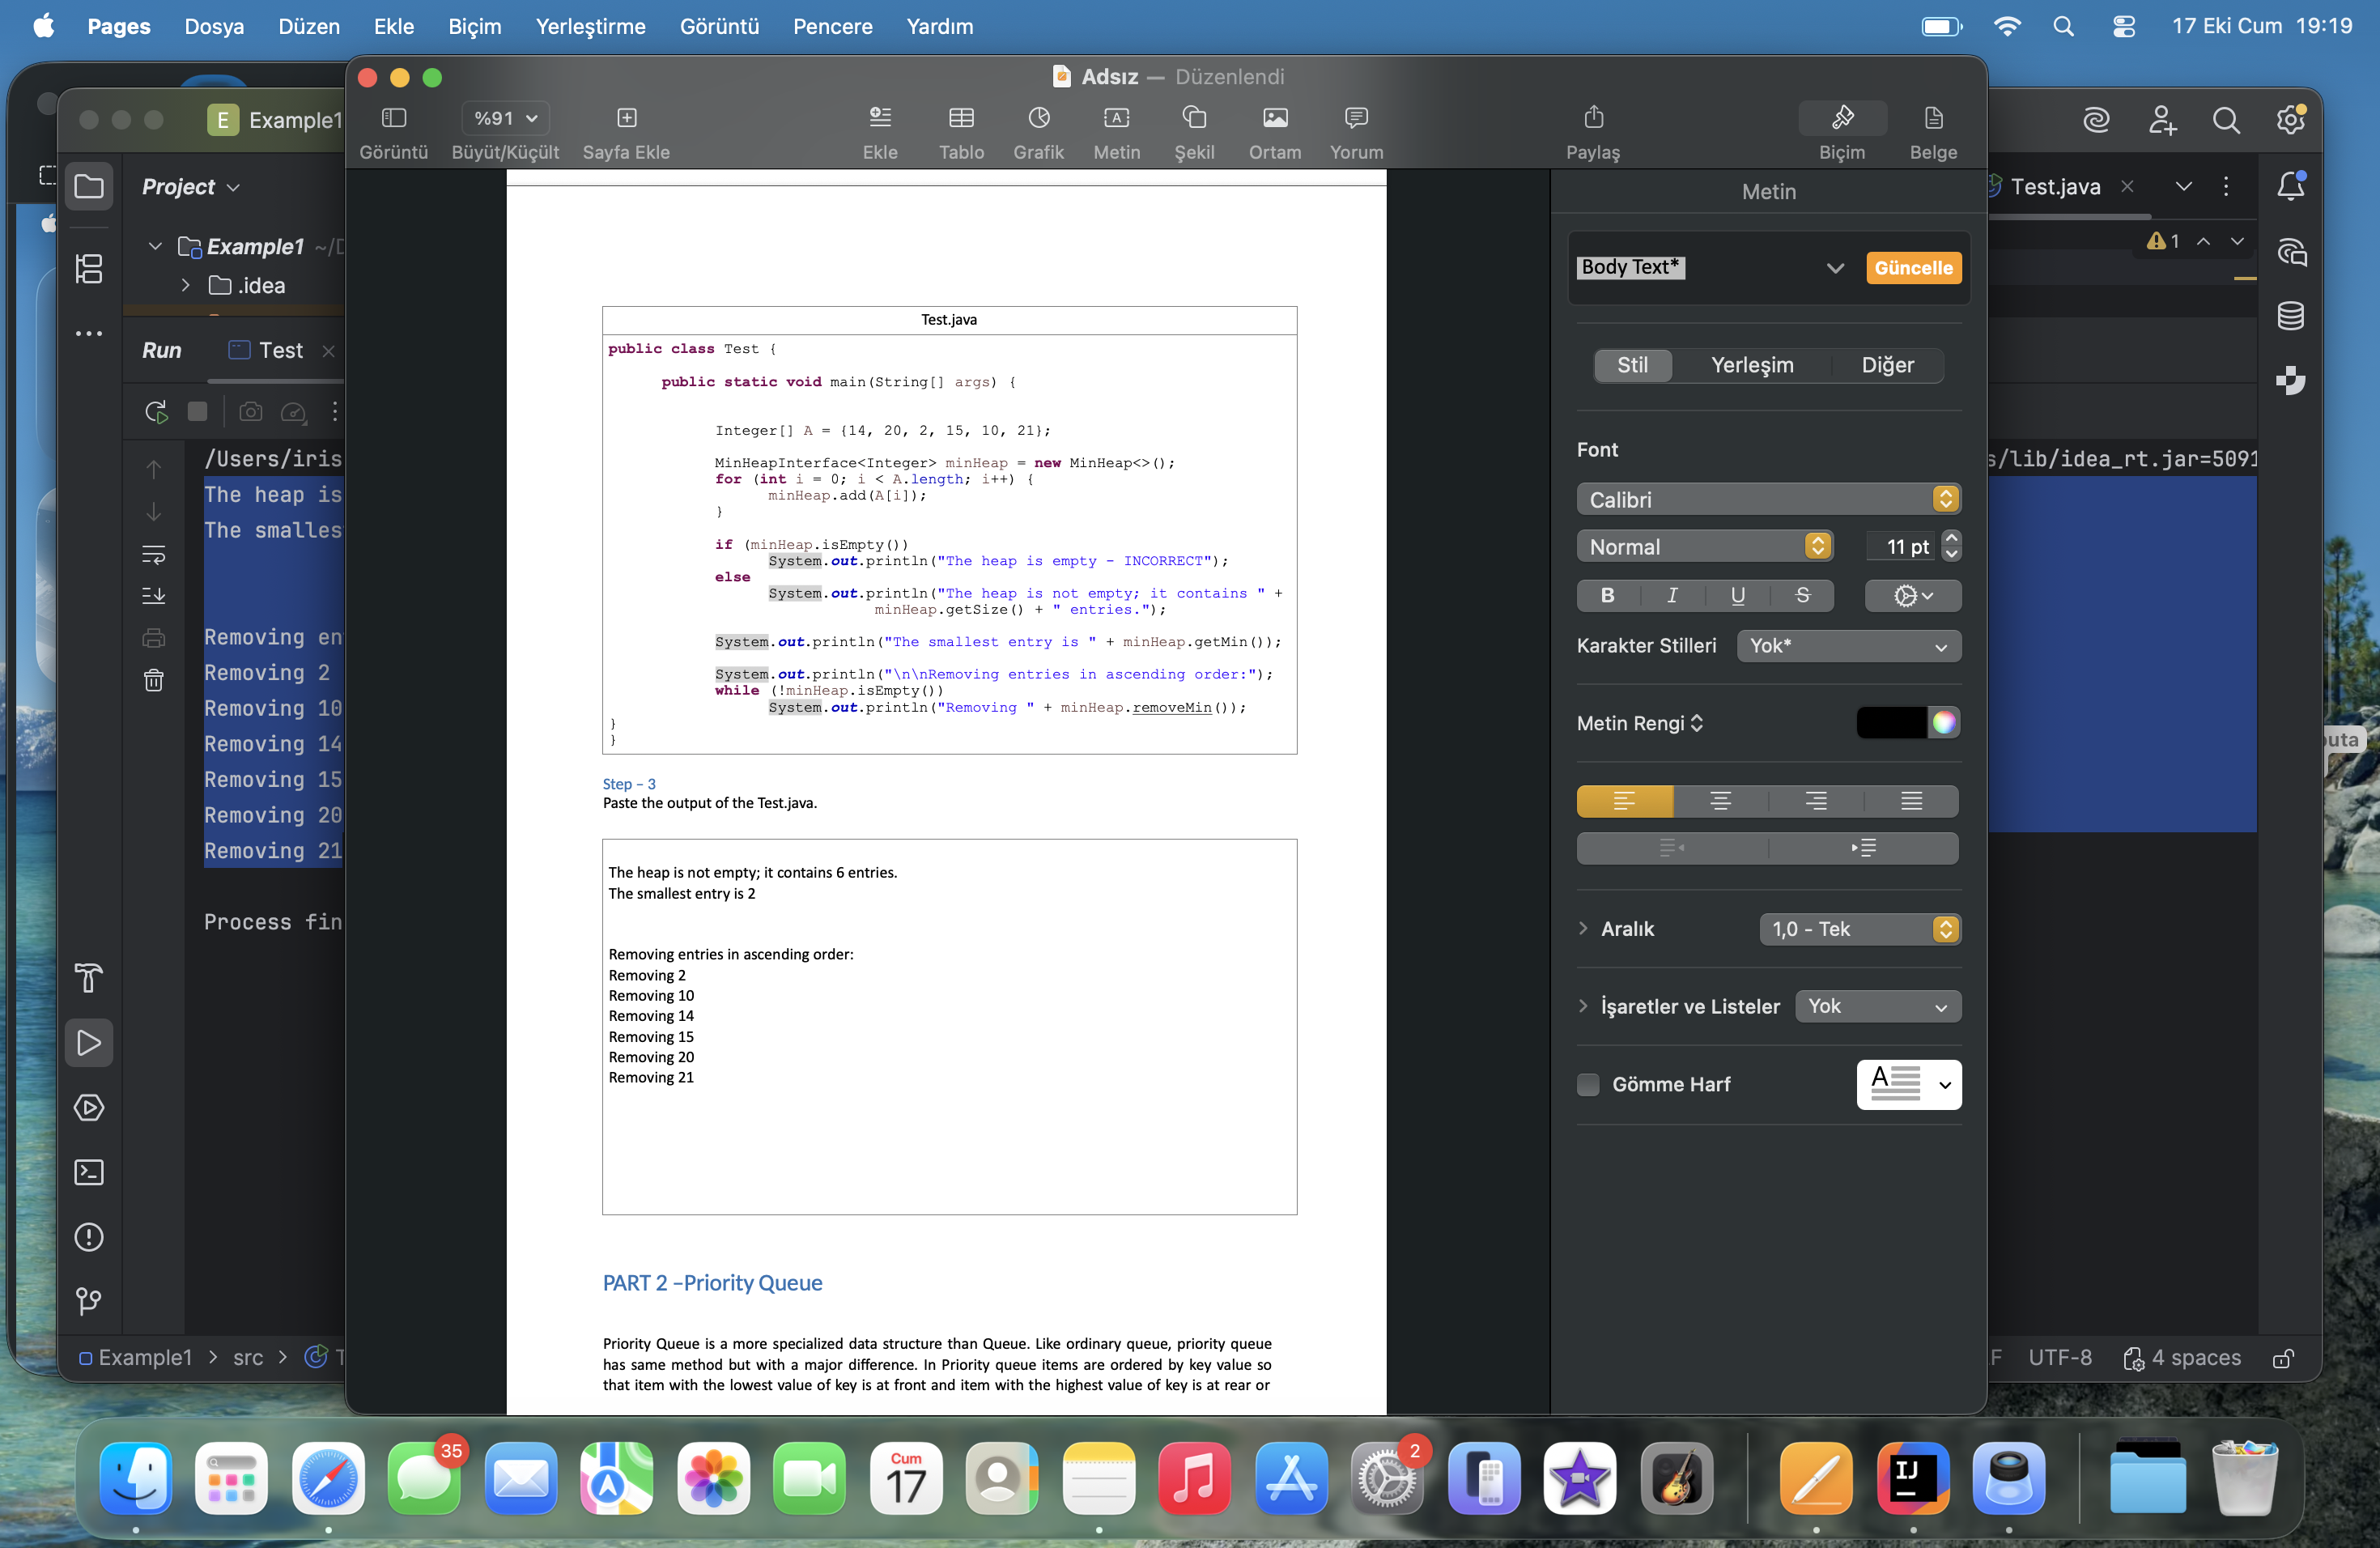 Pages Dosya Düzen Ekle Biçim Yerleştirme Görüntü Pencere Yardım 17 Eki Cum 19:19
Adsız — Düzenlendi
%91
Görüntü Büyüt/Küçült Sayfa Ekle Ekle Tablo Grafik Metin Şekil Ortam Yorum Paylaş Biçim Belge
E Example1
Project
Example1 ~/D
.idea
Run Test
/Users/iris
The heap is
The smalles
Removing en
Removing 2
Removing 10
Removing 14
Removing 15
Removing 20
Removing 21
Process fin
Example1 > src >
Test.java
public class Test {
public static void main(String[] args) {
Integer[] A = {14, 20, 2, 15, 10, 21};
MinHeapInterface<Integer> minHeap = new MinHeap<>();
for (int i = 0; i < A.length; i++) {
minHeap.add(A[i]);
}
if (minHeap.isEmpty())
System.out.println("The heap is empty - INCORRECT");
else
System.out.println("The heap is not empty; it contains " +
minHeap.getSize() + " entries.");
System.out.println("The smallest entry is " + minHeap.getMin());
System.out.println("\n\nRemoving entries in ascending order:");
while (!minHeap.isEmpty())
System.out.println("Removing " + minHeap.removeMin());
}
}
Step – 3
Paste the output of the Test.java.
The heap is not empty; it contains 6 entries.
The smallest entry is 2
Removing entries in ascending order:
Removing 2
Removing 10
Removing 14
Removing 15
Removing 20
Removing 21
PART 2 –Priority Queue
Priority Queue is a more specialized data structure than Queue. Like ordinary queue, priority queue
has same method but with a major difference. In Priority queue items are ordered by key value so
that item with the lowest value of key is at front and item with the highest value of key is at rear or
Metin
Body Text*
Güncelle
Stil Yerleşim Diğer
Font
Calibri
Normal 11 pt
B I U S
Karakter Stilleri Yok*
Metin Rengi
Aralık 1,0 - Tek
İşaretler ve Listeler Yok
Gömme Harf
A
Test.java
1
s/lib/idea_rt.jar=5091
F UTF-8 4 spaces
uta
35
Cum
17
2
IJ